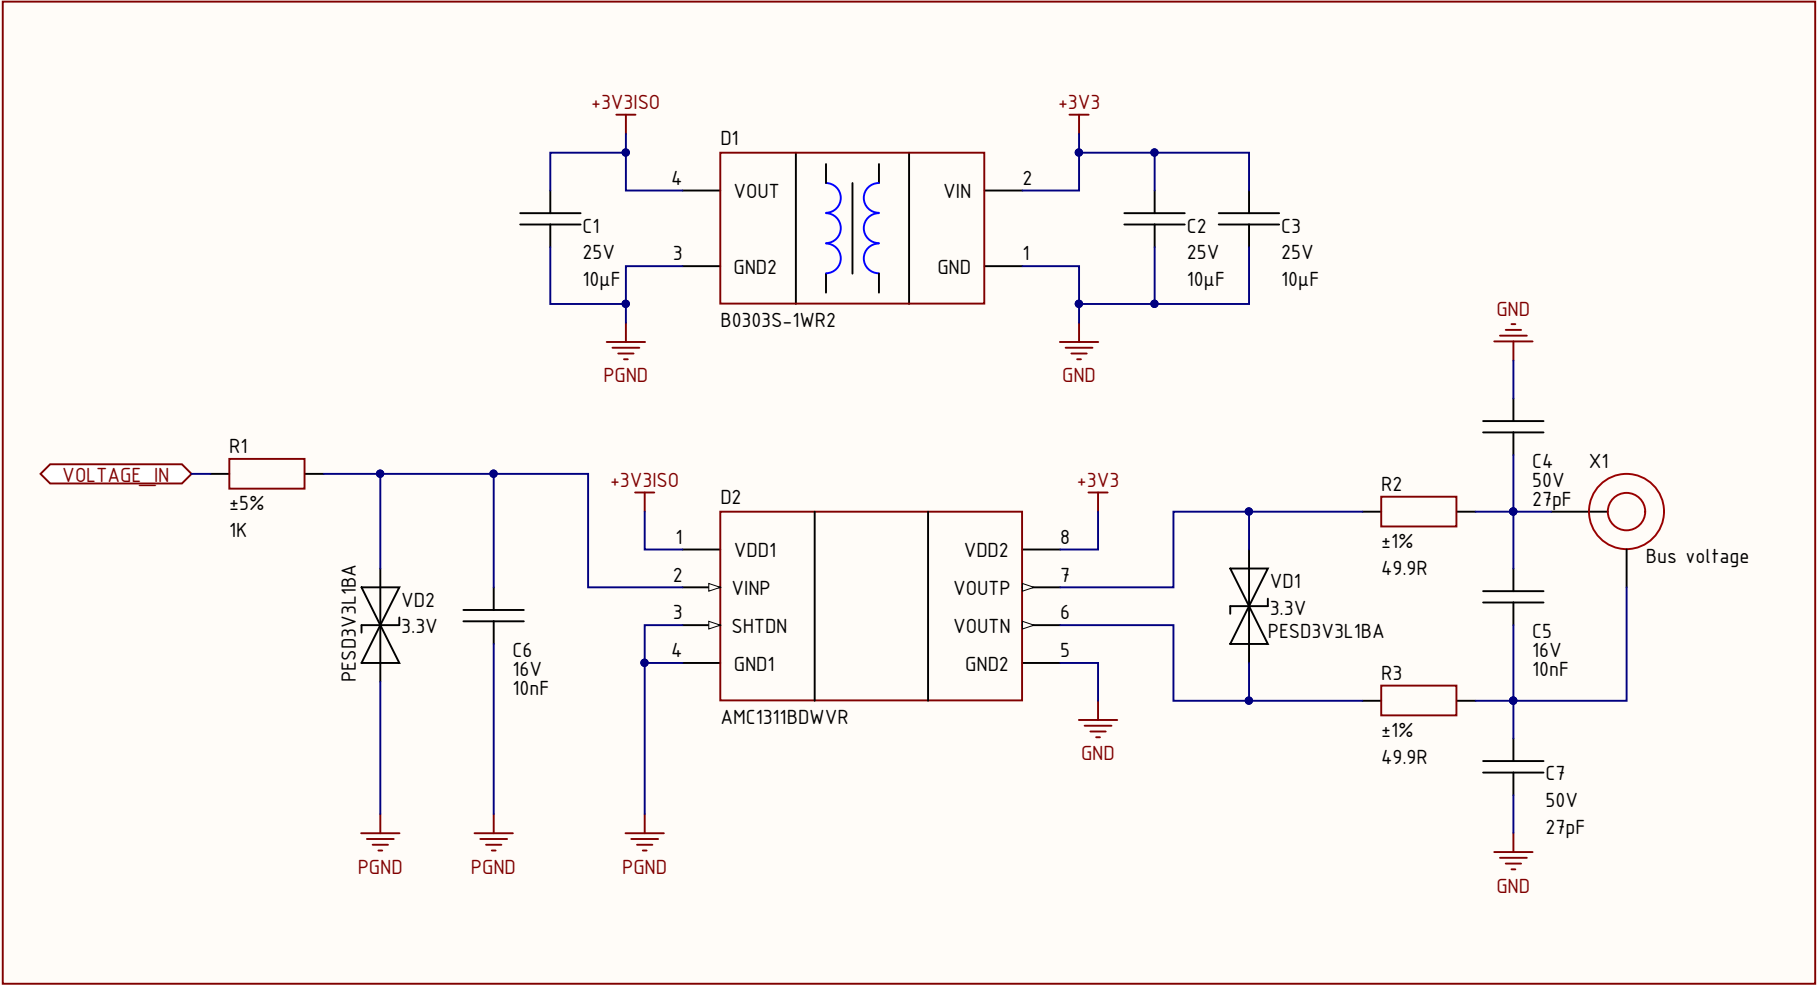 +3V3ISO
+3V3
D1
4
VOUT
VIN
2
C1
25V
10µF
3
GND2
GND
1
C2
25V
10µF
C3
25V
10µF
B0303S-1WR2
PGND
GND
GND
VOLTAGE_IN
R1
±5%
1K
PESD3V3L1BA
VD2
3.3V
C6
16V
10nF
PGND
PGND
+3V3ISO
D2
+3V3
1
VDD1
VDD2
8
2
VINP
VOUTP
7
3
SHTDN
VOUTN
6
4
GND1
GND2
5
AMC1311BDWVR
PGND
GND
VD1
3.3V
PESD3V3L1BA
R2
±1%
49.9R
R3
±1%
49.9R
C4
50V
27pF
X1
Bus voltage
C5
16V
10nF
C7
50V
27pF
GND